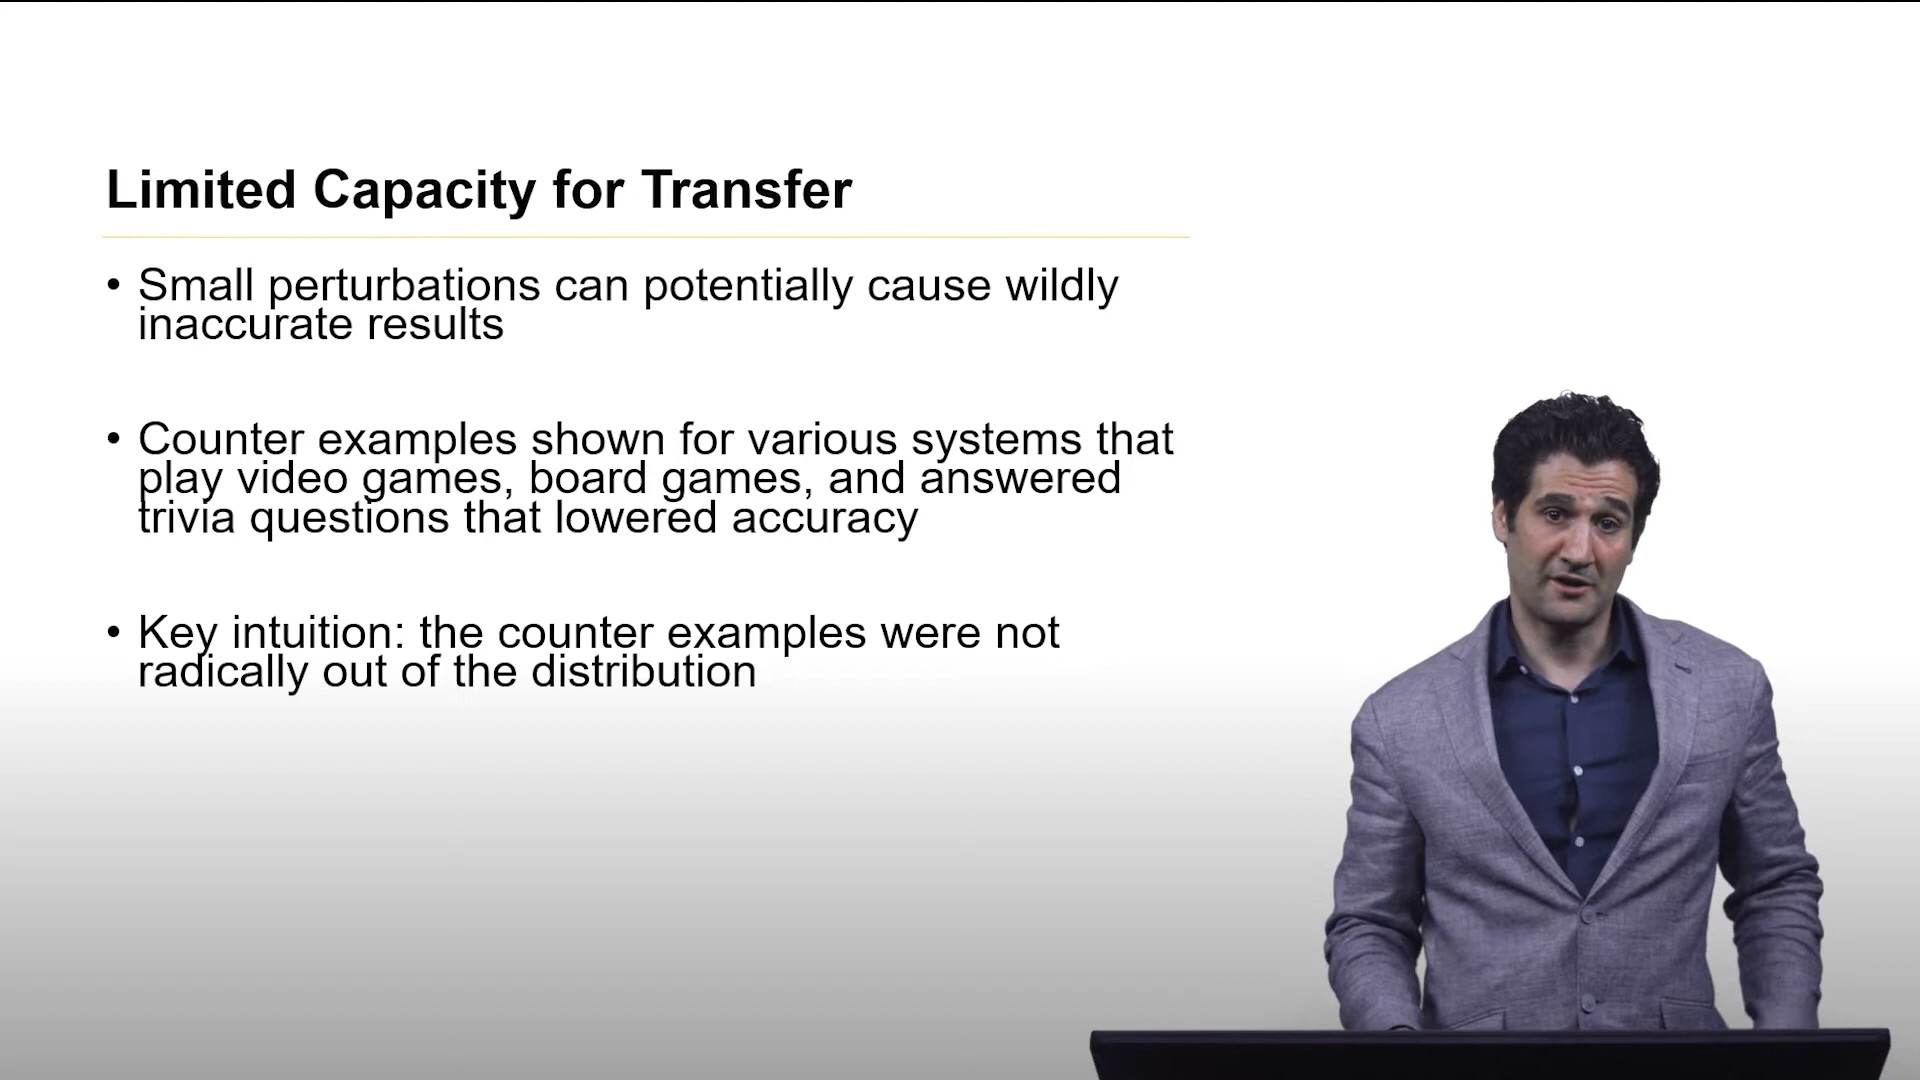 Limited Capacity for Transfer
• Small perturbations can potentially cause wildly
inaccurate results
• Counter examples shown for various systems that
play video games, board games, and answered
trivia questions that lowered accuracy
• Key intuition: the counter examples were not
radically out of the distribution